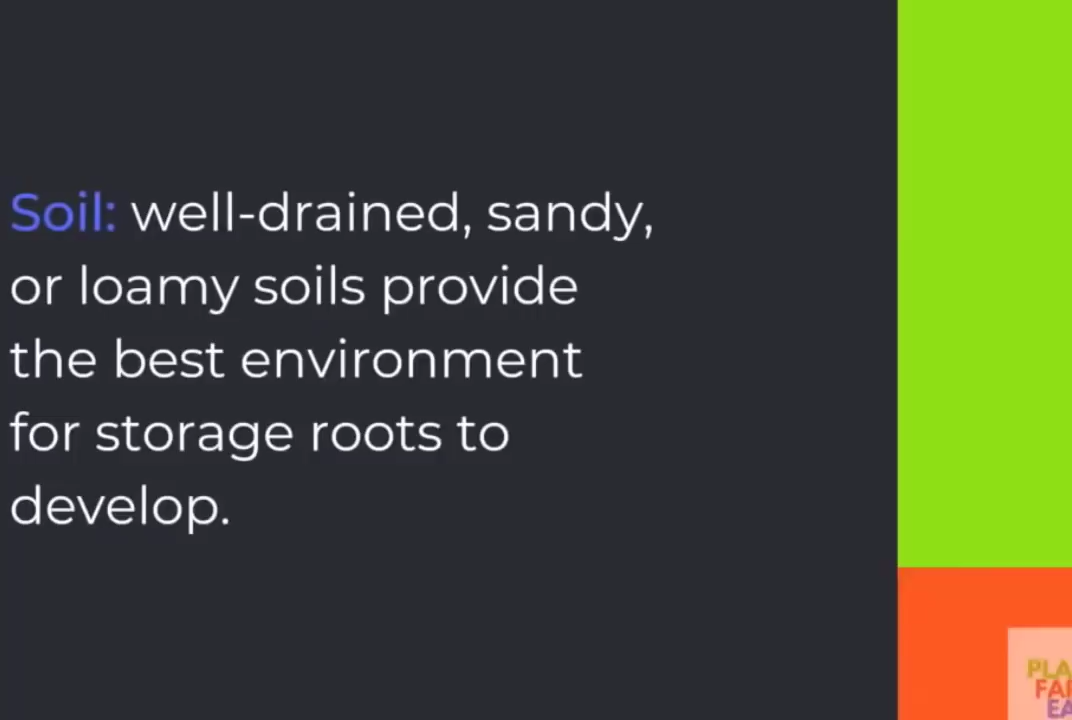 Soil: well-drained, sandy,
or loamy soils provide
the best environment
for storage roots to
develop.